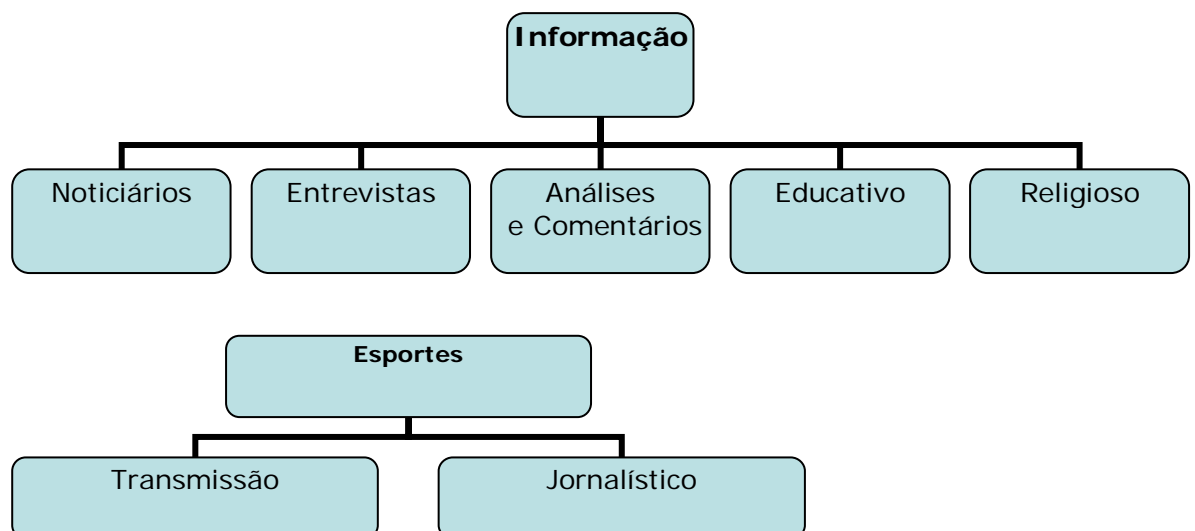 Informação
Noticiários
Entrevistas
Análises
e Comentários
Educativo
Religioso
Esportes
Transmissão
Jornalístico